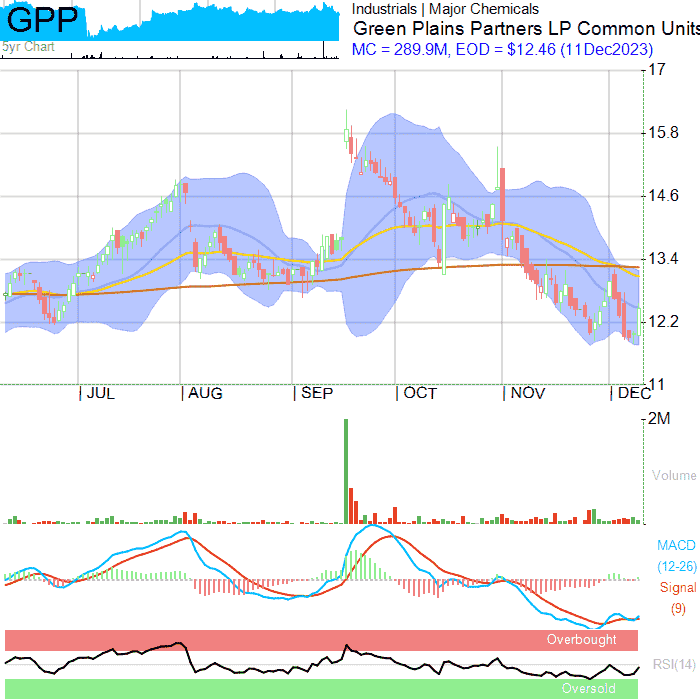 GPP
5yr Chart
Industrials | Major Chemicals
Green Plains Partners LP Common Units
MC = 289.9M, EOD = $12.46 (11Dec2023)
17
15.8
14.6
13.4
12.2
11
JUL AUG SEP OCT NOV DEC
2M
Volume
MACD
(12-26)
Signal
(9)
Overbought
RSI(14)
Oversold